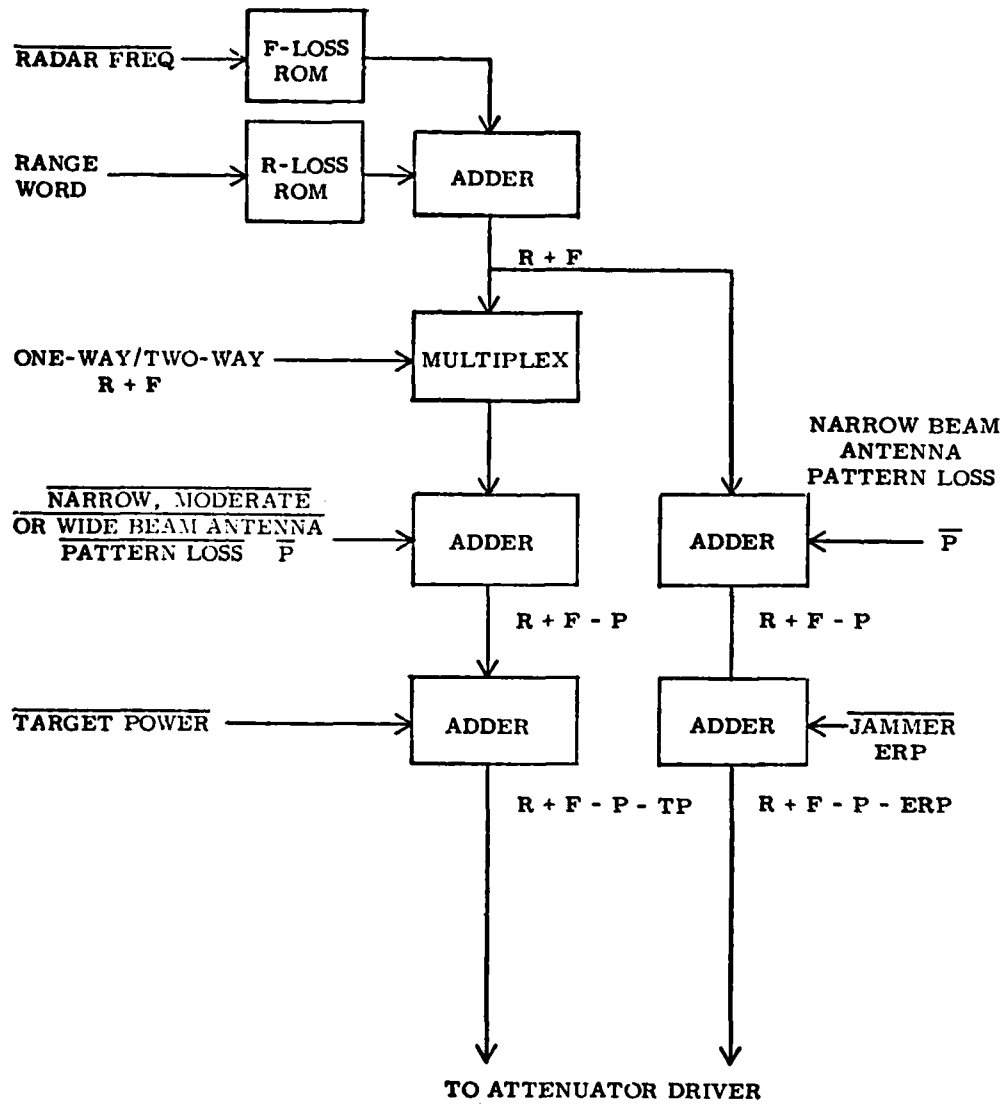 RADAR FREQ
F-LOSS
ROM
RANGE
WORD
R-LOSS
ROM
ADDER
R + F
ONE-WAY/TWO-WAY
R + F
MULTIPLEX
NARROW BEAM
ANTENNA
PATTERN LOSS
NARROW, MODERATE
OR WIDE BEAM ANTENNA
PATTERN LOSS P
ADDER
ADDER
P
R + F - P
R + F - P
TARGET POWER
ADDER
ADDER
JAMMER
ERP
R + F - P - TP
R + F - P - ERP
TO ATTENUATOR DRIVER